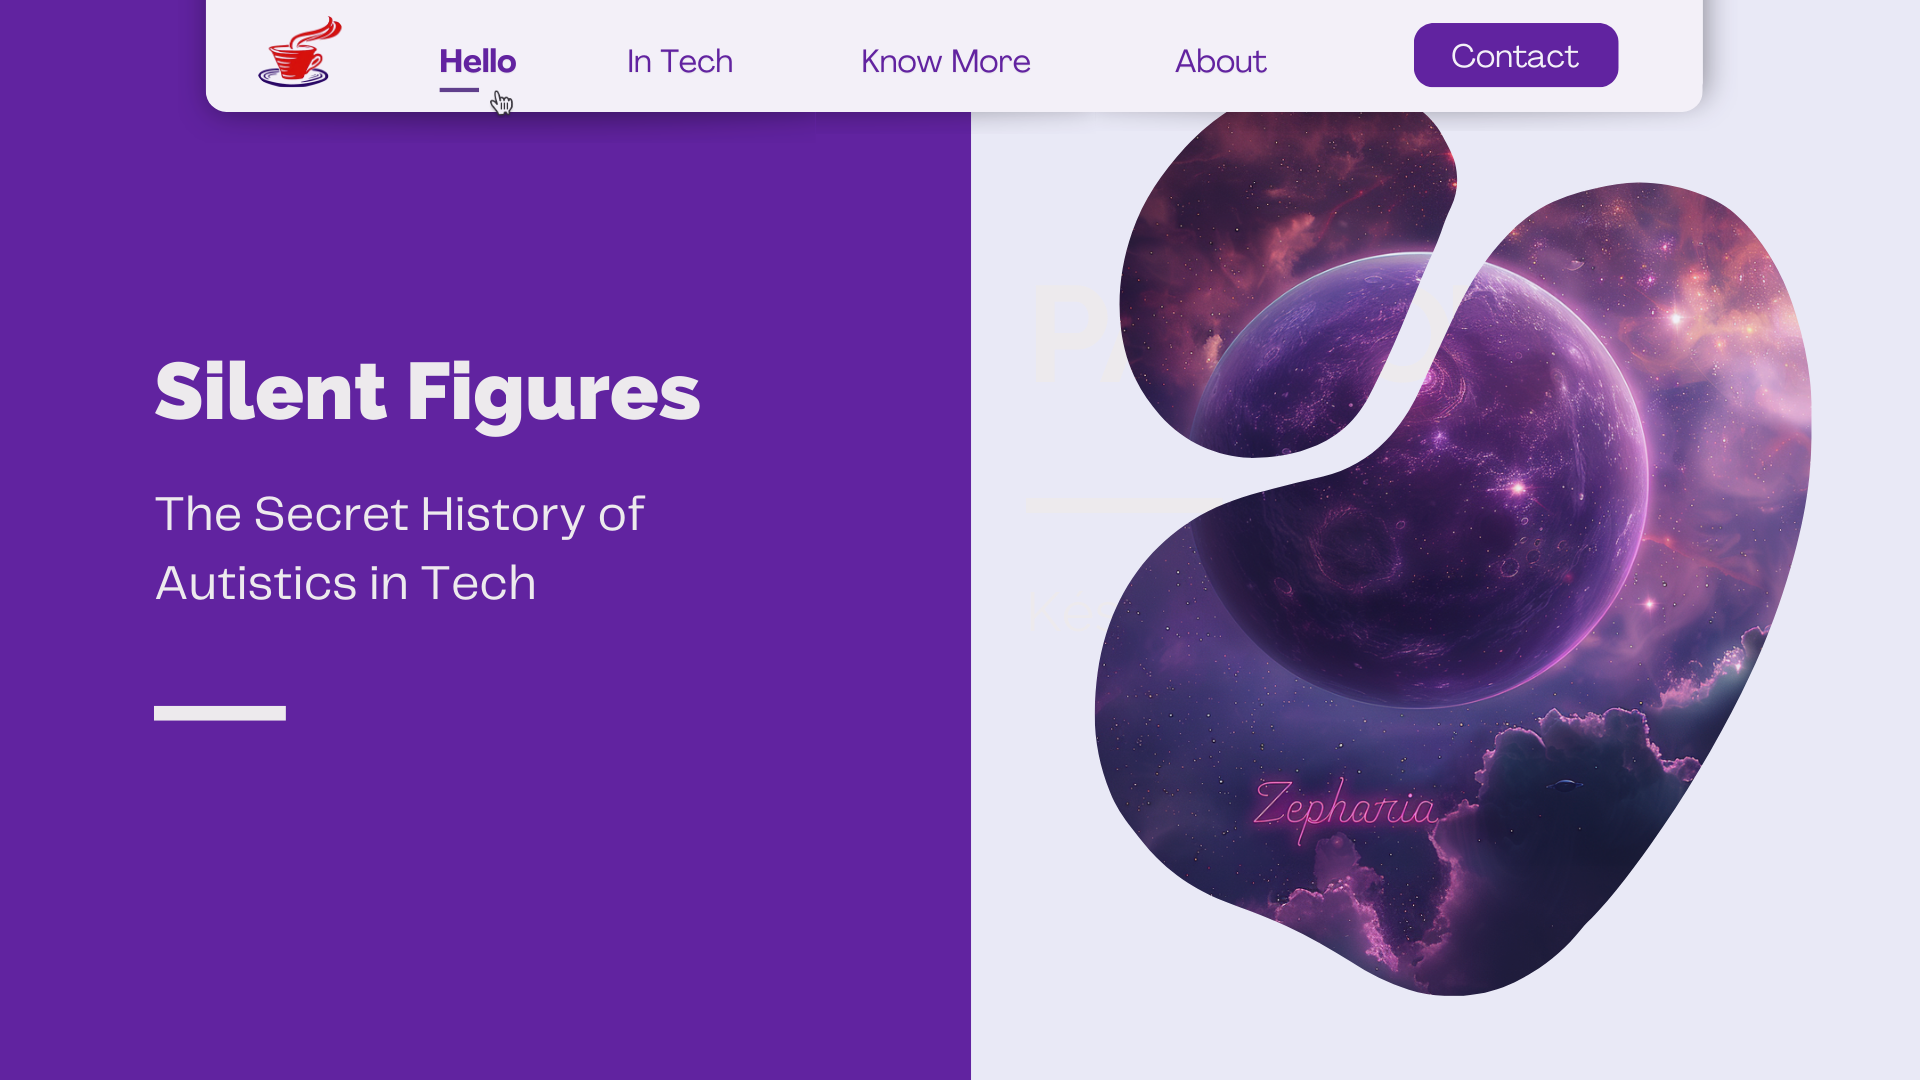 Hello
In Tech
Know More
About
Contact
Silent Figures
The Secret History of
Autistics in Tech
Zepharia